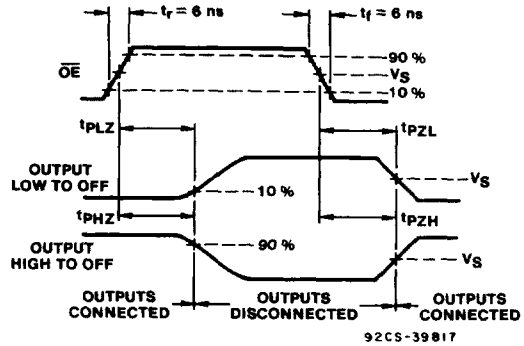 tr = 6 ns
tf = 6 ns
OE
90 %
VS
10 %
tPLZ
tPZL
OUTPUT
LOW TO OFF
VS
10 %
tPHZ
tPZH
OUTPUT
HIGH TO OFF
90 %
VS
OUTPUTS
CONNECTED
OUTPUTS
DISCONNECTED
OUTPUTS
CONNECTED
92CS-39817